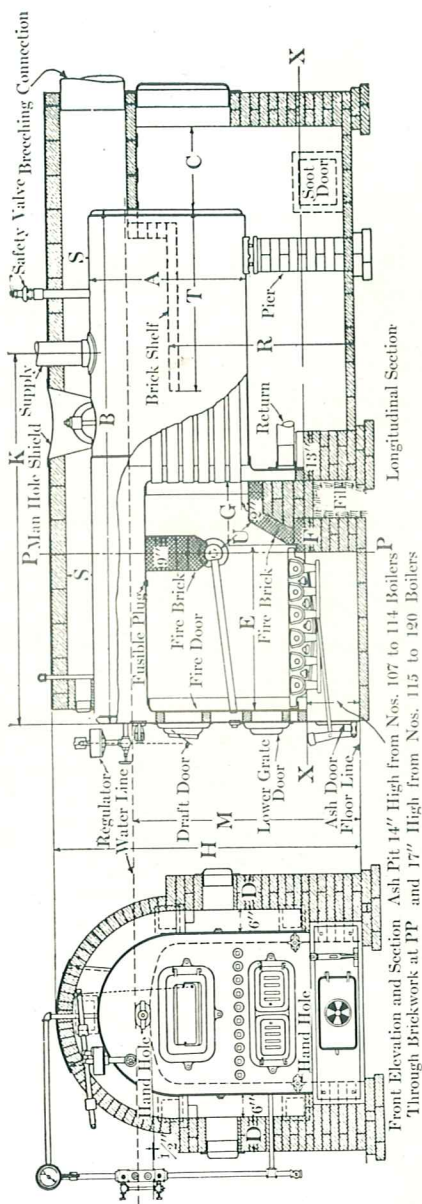 Safety Valve
Breeching Connection
Supply
Man Hole Shield
K
P
S
S
B
A
T
C
X
X
Brick Shelf
R
Soot
Door
Pier
Return
13"
Fill
9"
G
U
F
E
9"
Fusible Plug
Fire Brick
Fire Door
Fire Brick
P
Regulator
Water Line
Draft Door
Lower Grate
Door
Ash Door
Floor Line
M
H
Hand Hole
Hand Hole
D
6"
D
6"
1/2"
Longitudinal Section
Front Elevation and Section
Through Brickwork at PP
Ash Pit 14" High from Nos. 107 to 114 Boilers
and 17" High from Nos. 115 to 120 Boilers